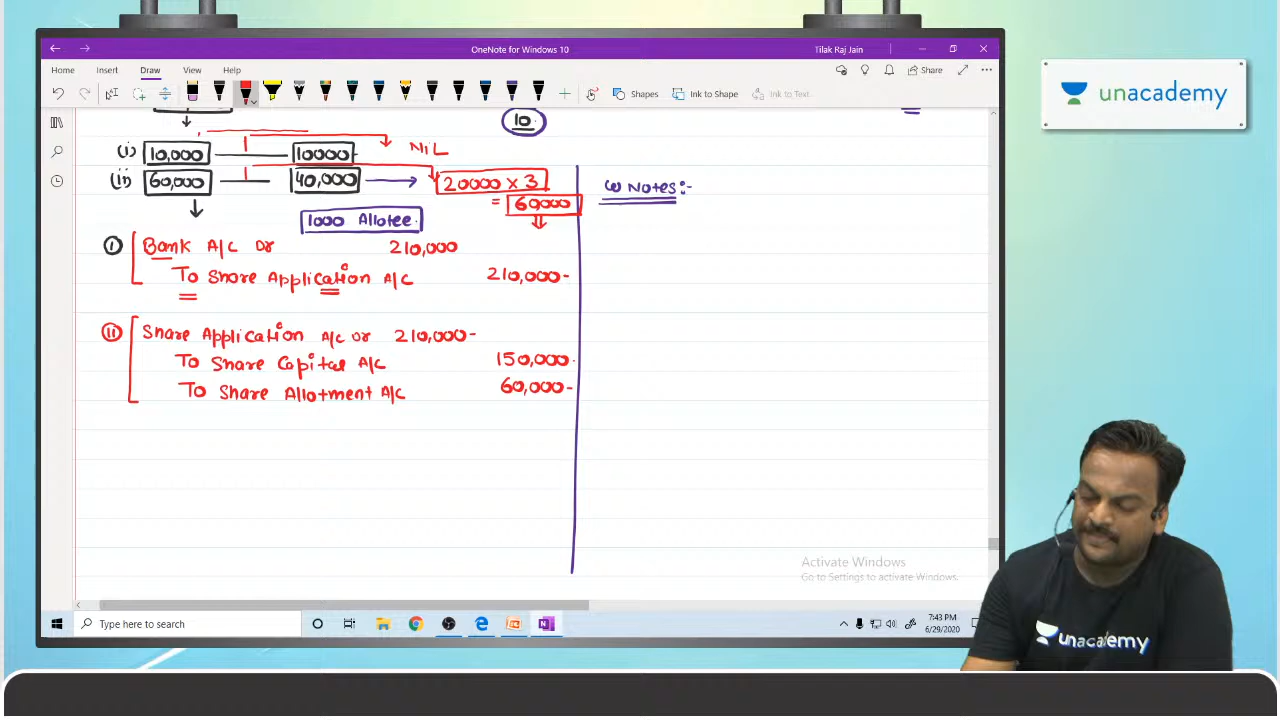 OneNote for Windows 10
Tilak Raj Jain
Home Insert Draw View Help
Share
Shapes
Ink to Shape
Ink to Text
unacademy
10
(i) 10,000 10000 NiL
(ii) 60,000 40,000 20000 x 3
= 60,000
1000 Allotee.
W Notes:-
I Bank A/C Dr 210,000
To Share Application A/C 210,000-
II Share Application A/C Dr 210,000-
To Share Capital A/C 150,000
To Share Allotment A/C 60,000-
Activate Windows
Go to Settings to activate Windows.
Type here to search
7:43 PM
6/29/2020
unacademy